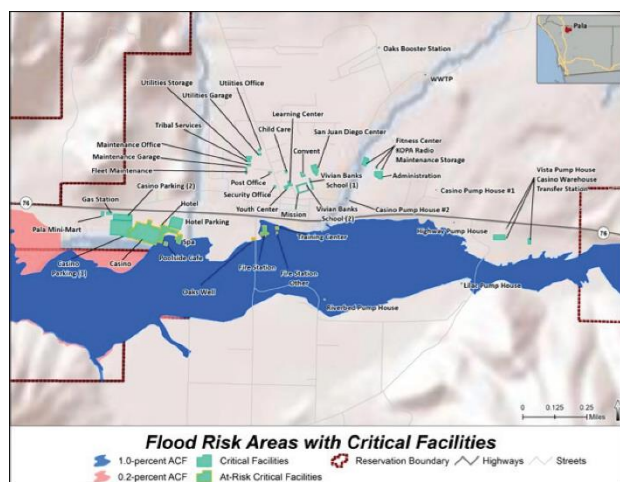 Pala
Oaks Booster Station
WWTP
Utilities Storage
Utilities Office
Utilities Garage
Learning Center
Tribal Services
Child Care
San Juan Diego Center
Convent
Fitness Center
KOPA Radio
Maintenance Storage
Maintenance Office
Maintenance Garage
Fleet Maintenance
Post Office
Vivian Banks
School (1)
Administration
Vista Pump House
Casino Warehouse
Transfer Station
Casino Parking (2)
Security Office
Gas Station
Hotel
Youth Center
Mission
Vivian Banks
School (2)
Casino Pump House #1
Casino Pump House #2
76
Pala Mini-Mart
Hotel Parking
Training Center
Highway Pump House
76
Spa
Casino
Parking (3)
Casino
Poolside Cafe
Fire Station
Fire Station
Other
Oaks Well
Riverbed Pump House
Lilac Pump House
0 0.125 0.25
Miles
Flood Risk Areas with Critical Facilities
1.0-percent ACF Critical Facilities Reservation Boundary Highways Streets
0.2-percent ACF At-Risk Critical Facilities